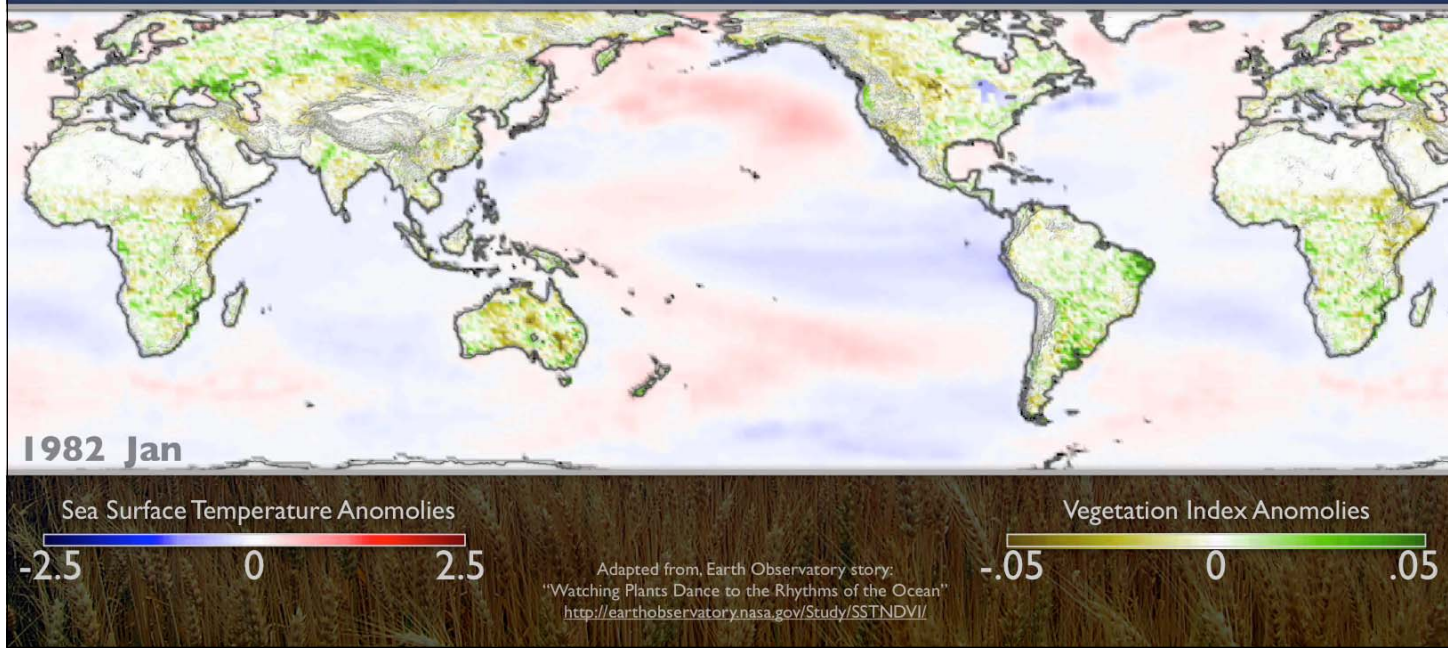 1982 Jan
Sea Surface Temperature Anomolies
-2.5 0 2.5
Vegetation Index Anomolies
-.05 0 .05
Adapted from, Earth Observatory story:
“Watching Plants Dance to the Rhythms of the Ocean”
http://earthobservatory.nasa.gov/Study/SSTNDVI/